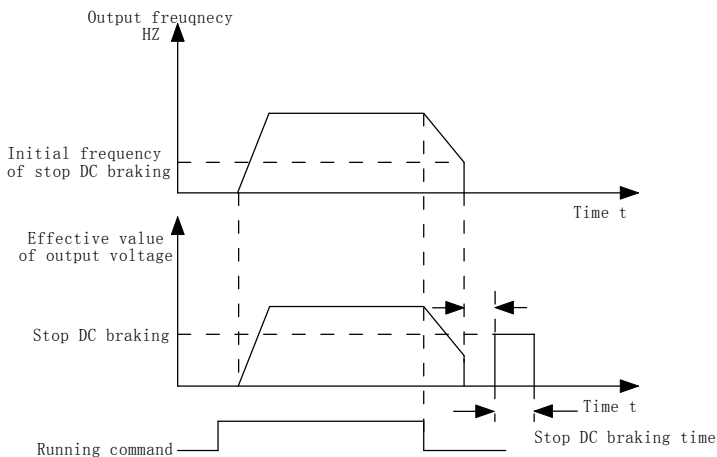 Output freuqnecy
HZ
Initial frequency
of stop DC braking
Time t
Effective value
of output voltage
Stop DC braking
Time t
Stop DC braking time
Running command